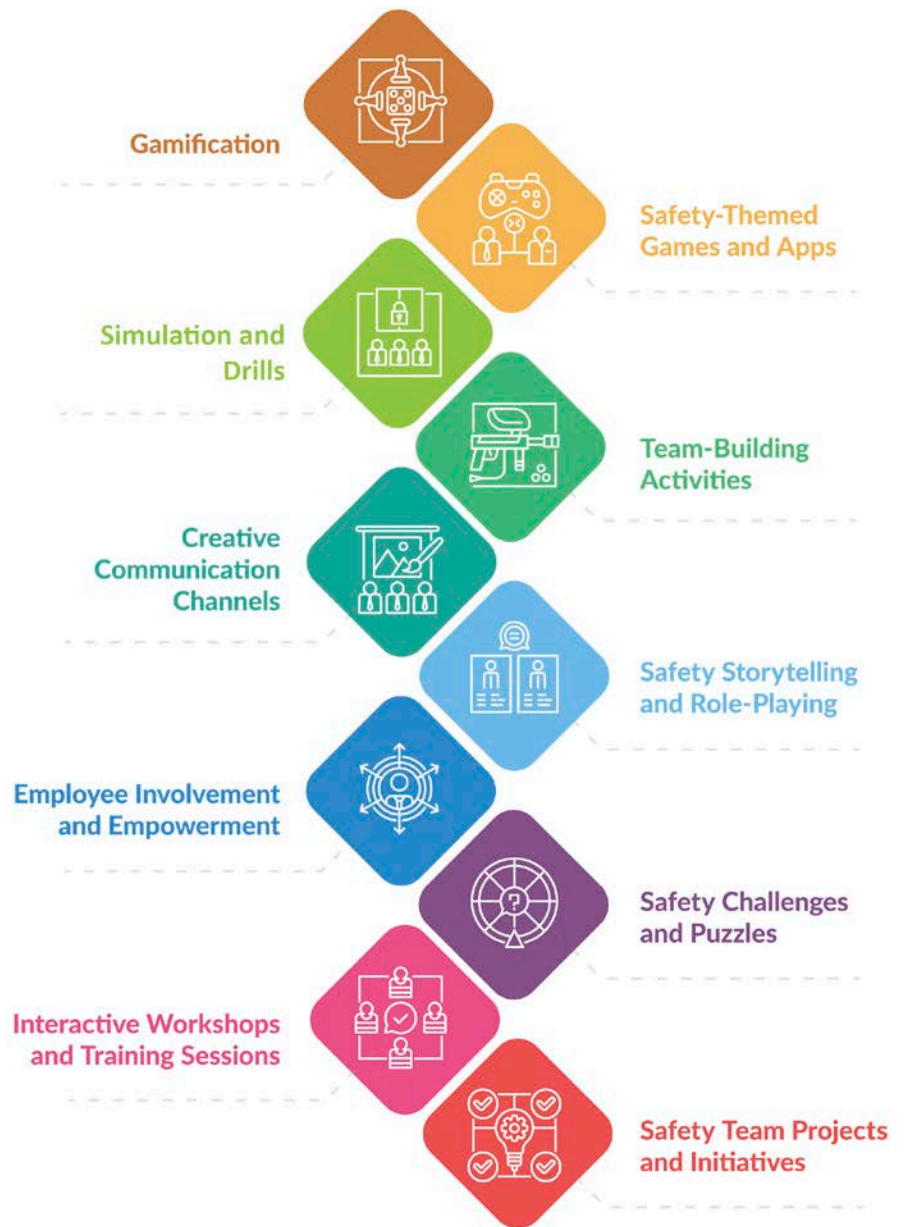 Gamification
Safety-Themed
Games and Apps
Simulation and
Drills
Team-Building
Activities
Creative
Communication
Channels
Safety Storytelling
and Role-Playing
Employee Involvement
and Empowerment
Safety Challenges
and Puzzles
Interactive Workshops
and Training Sessions
Safety Team Projects
and Initiatives